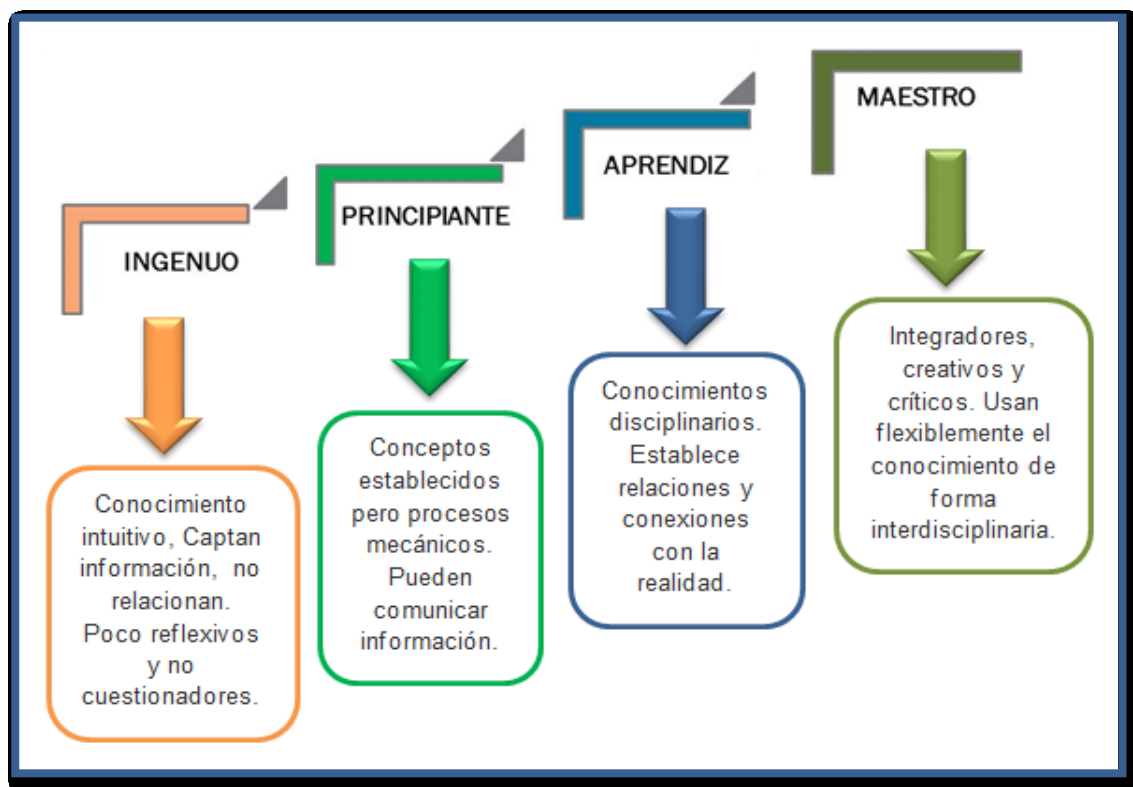 INGENUO
Conocimiento
intuitivo, Captan
información, no
relacionan.
Poco reflexivos
y no
cuestionadores.
PRINCIPIANTE
Conceptos
establecidos
pero procesos
mecánicos.
Pueden
comunicar
información.
APRENDIZ
Conocimientos
disciplinarios.
Establece
relaciones y
conexiones
con la
realidad.
MAESTRO
Integradores,
creativos y
críticos. Usan
flexiblemente el
conocimiento de
forma
interdisciplinaria.